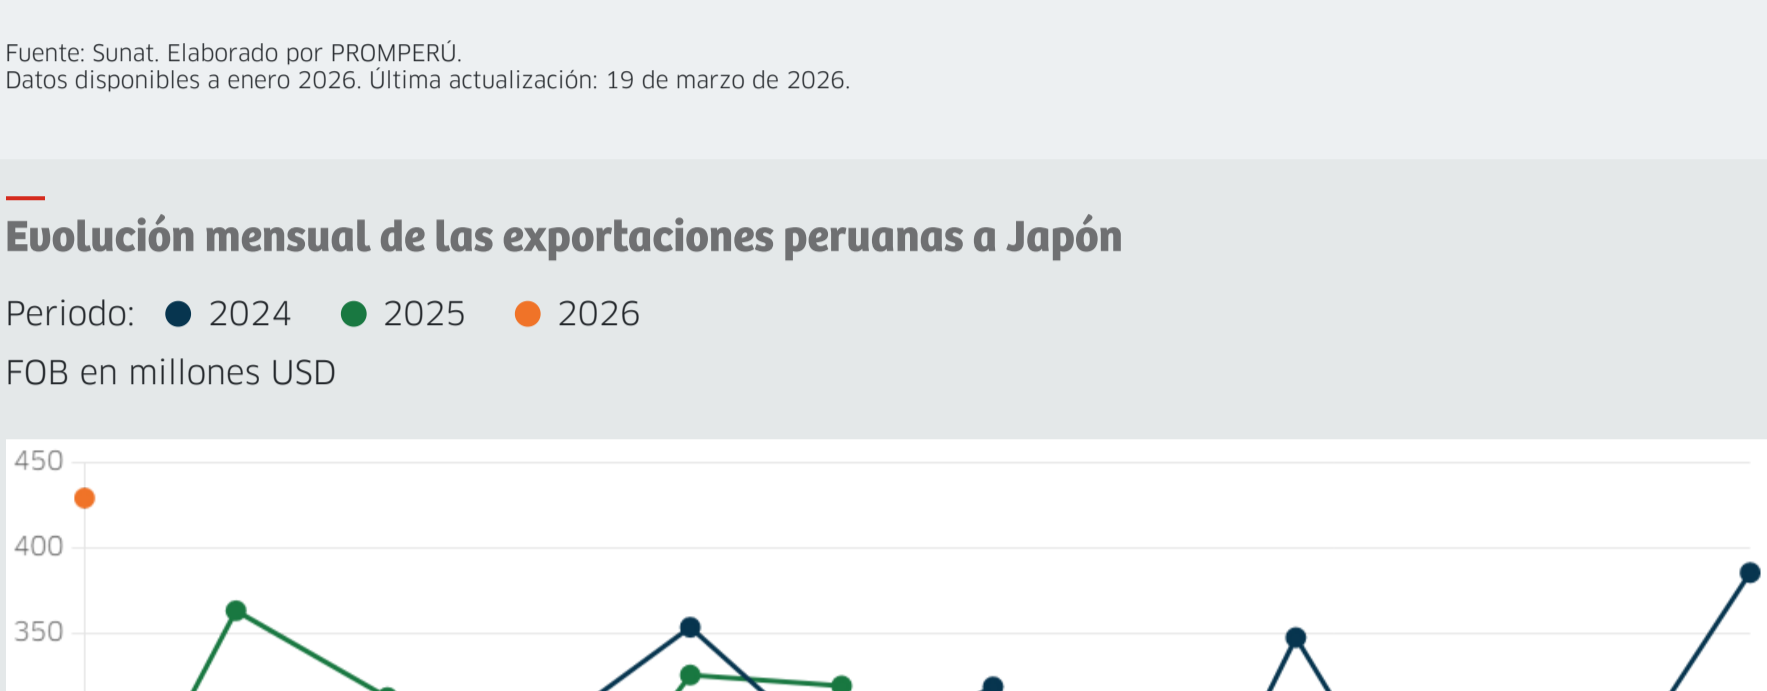 Fuente: Sunat. Elaborado por PROMPERÚ.
Datos disponibles a enero 2026. Última actualización: 19 de marzo de 2026.
Evolución mensual de las exportaciones peruanas a Japón
Periodo: 2024 2025 2026
FOB en millones USD
450
400
350